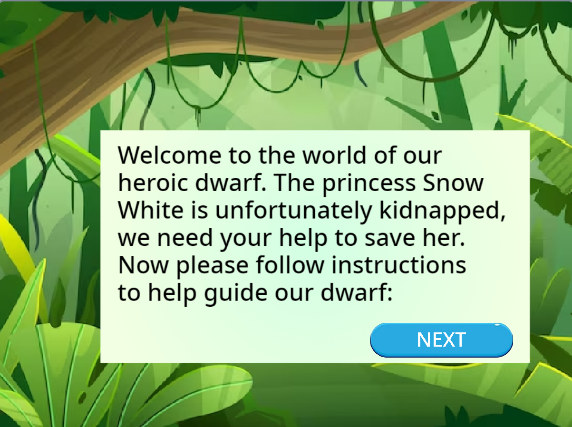 Welcome to the world of our
heroic dwarf. The princess Snow
White is unfortunately kidnapped,
we need your help to save her.
Now please follow instructions
to help guide our dwarf:
NEXT